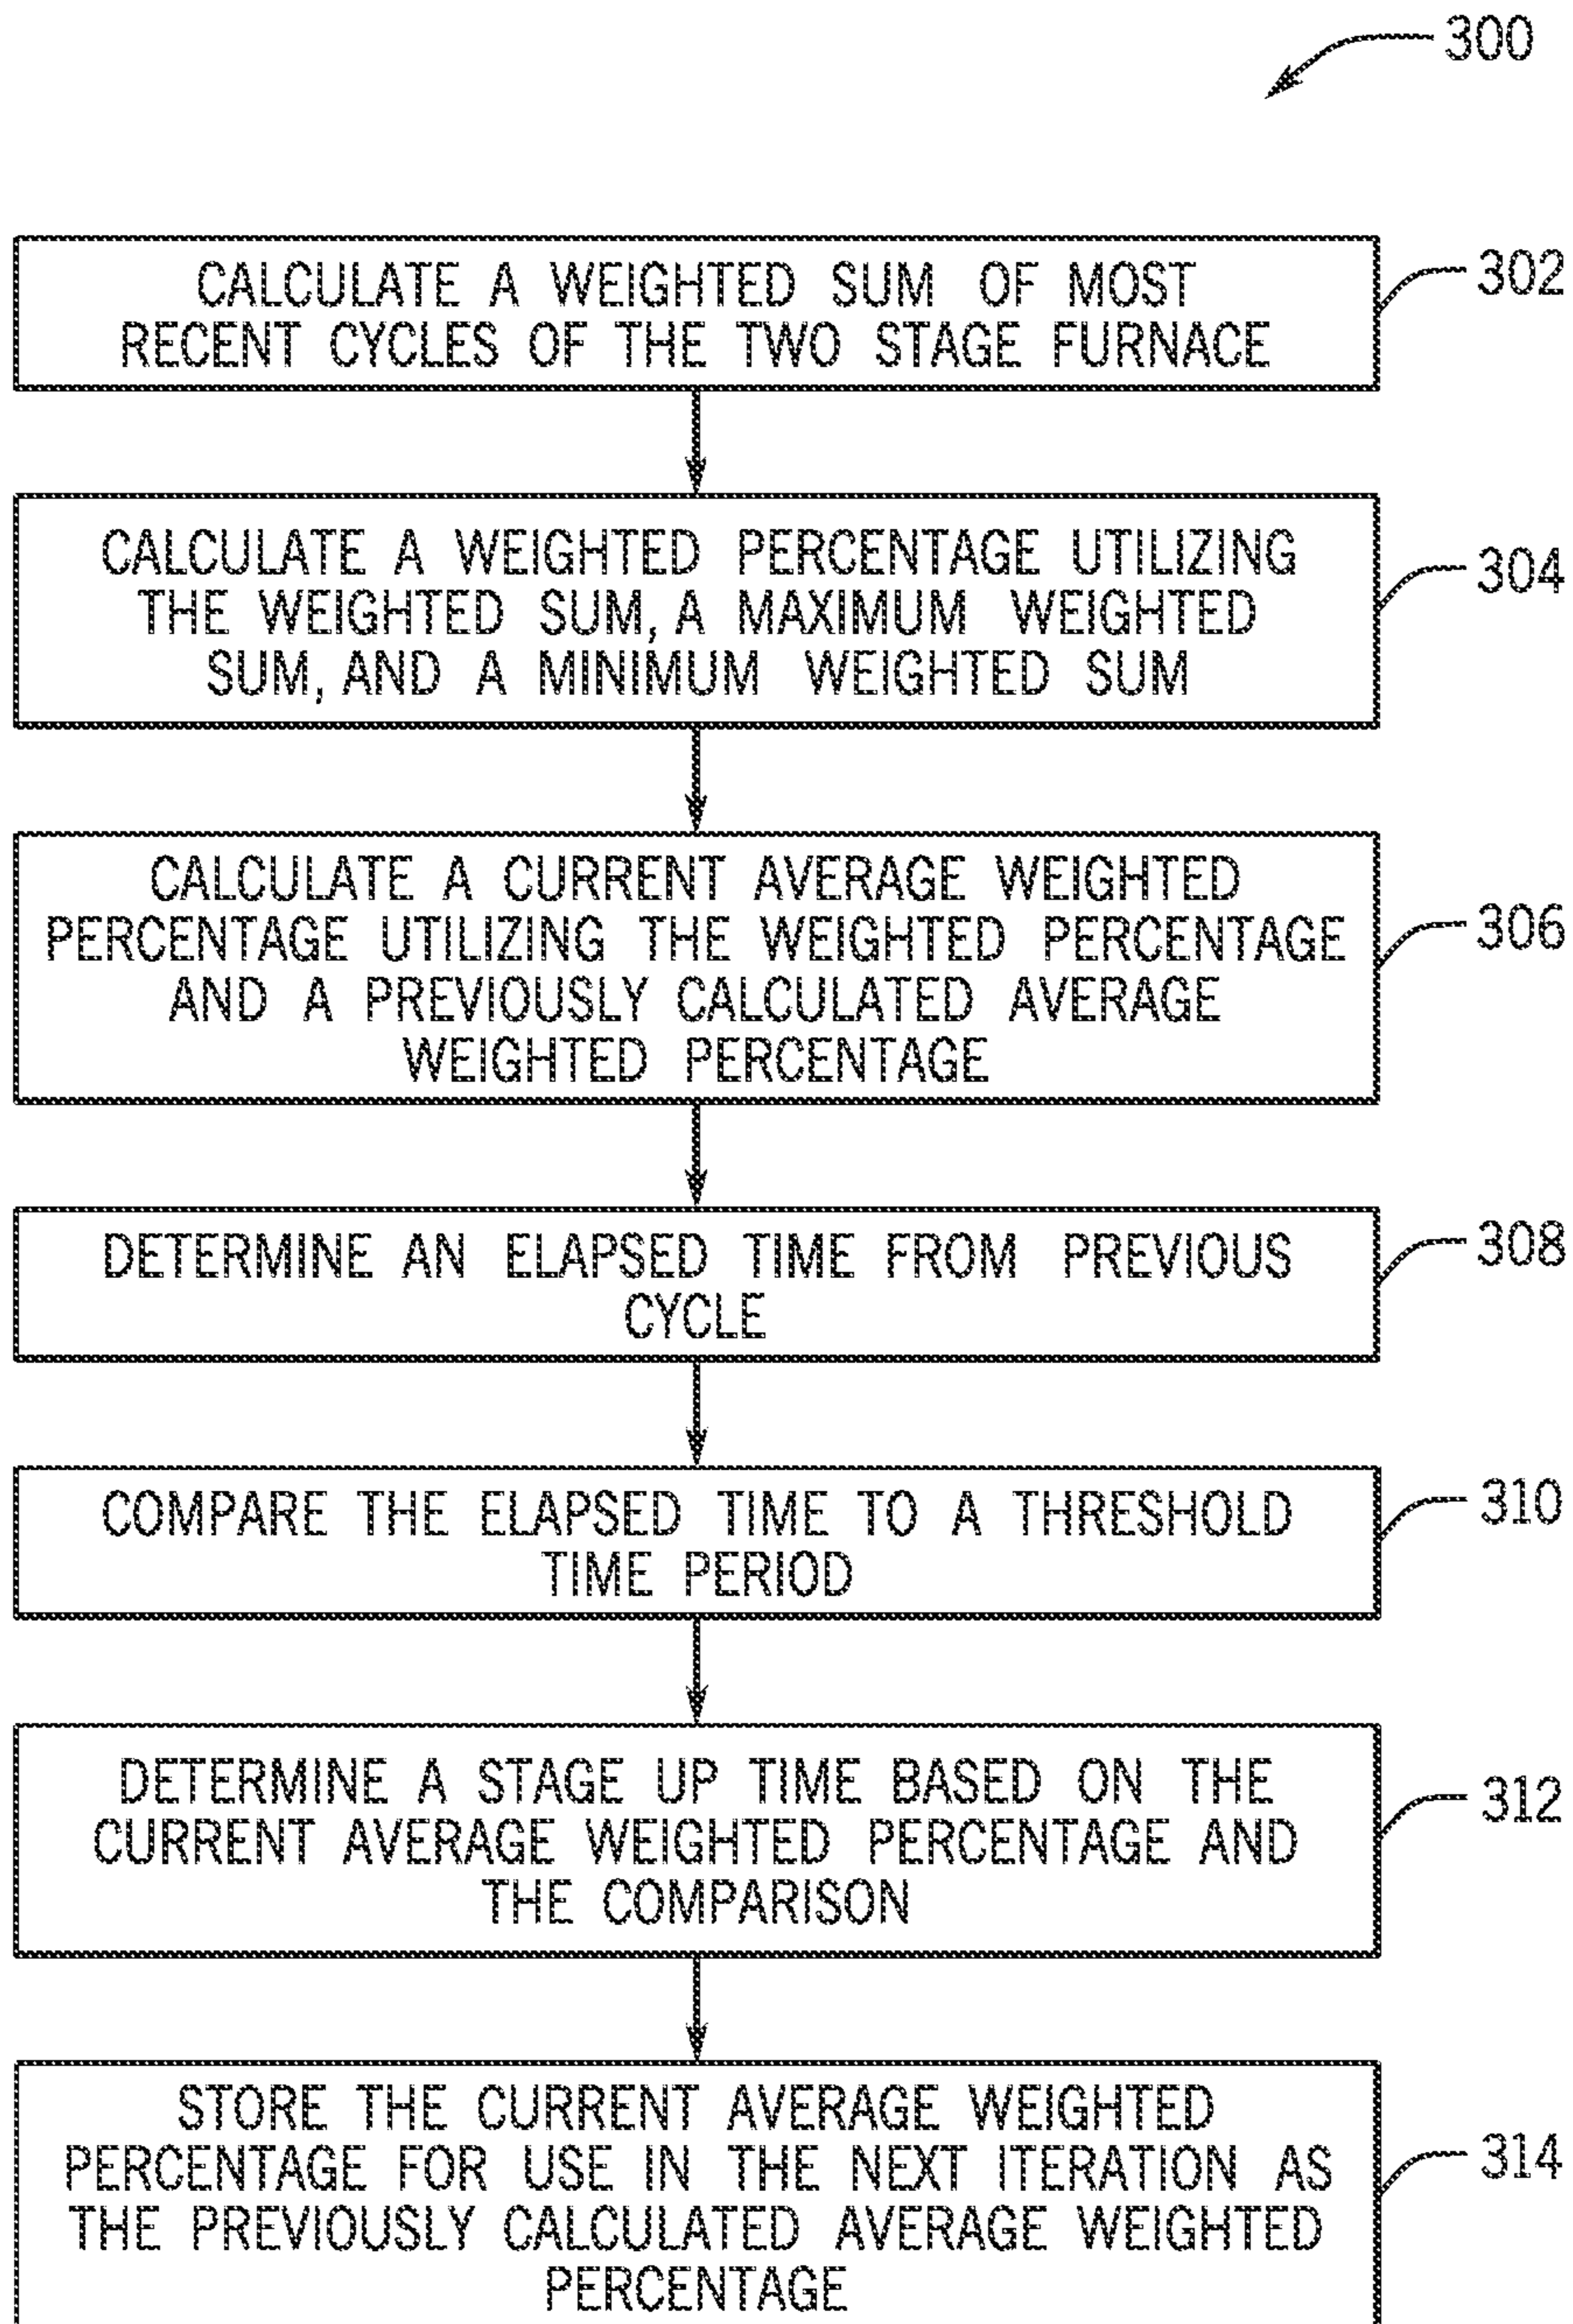 300
CALCULATE A WEIGHTED SUM OF MOST
RECENT CYCLES OF THE TWO STAGE FURNACE
302
CALCULATE A WEIGHTED PERCENTAGE UTILIZING
THE WEIGHTED SUM, A MAXIMUM WEIGHTED
SUM, AND A MINIMUM WEIGHTED SUM
304
CALCULATE A CURRENT AVERAGE WEIGHTED
PERCENTAGE UTILIZING THE WEIGHTED PERCENTAGE
AND A PREVIOUSLY CALCULATED AVERAGE
WEIGHTED PERCENTAGE
306
DETERMINE AN ELAPSED TIME FROM PREVIOUS
CYCLE
308
COMPARE THE ELAPSED TIME TO A THRESHOLD
TIME PERIOD
310
DETERMINE A STAGE UP TIME BASED ON THE
CURRENT AVERAGE WEIGHTED PERCENTAGE AND
THE COMPARISON
312
STORE THE CURRENT AVERAGE WEIGHTED
PERCENTAGE FOR USE IN THE NEXT ITERATION AS
THE PREVIOUSLY CALCULATED AVERAGE WEIGHTED
PERCENTAGE
314